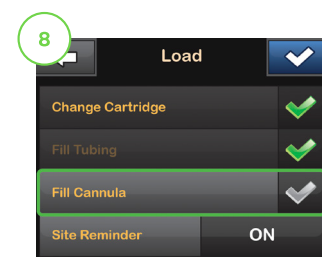 8
Load
Change Cartridge
Fill Tubing
Fill Cannula
Site Reminder ON